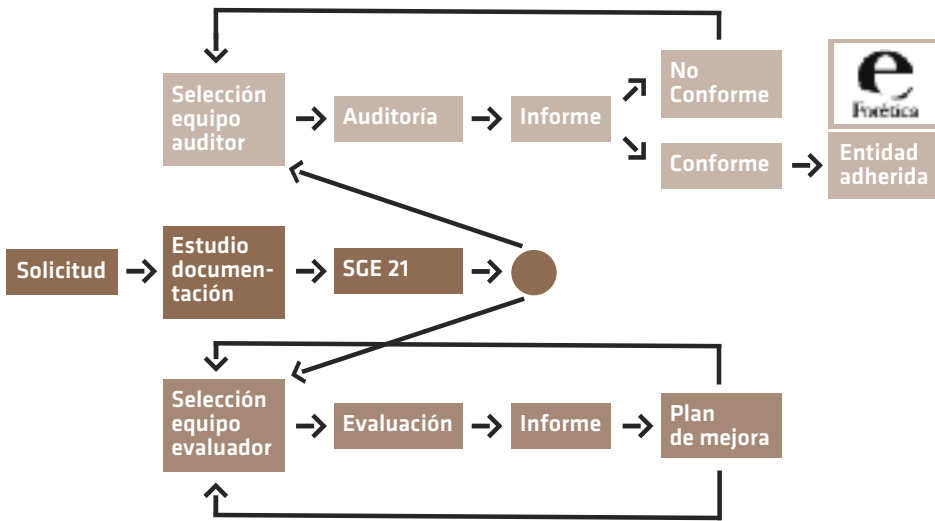 Selección
equipo
auditor
Auditoría
Informe
No
Conforme
Conforme
e
Forética
Entidad
adherida
Solicitud
Estudio
documen-
tación
SGE 21
Selección
equipo
evaluador
Evaluación
Informe
Plan
de mejora